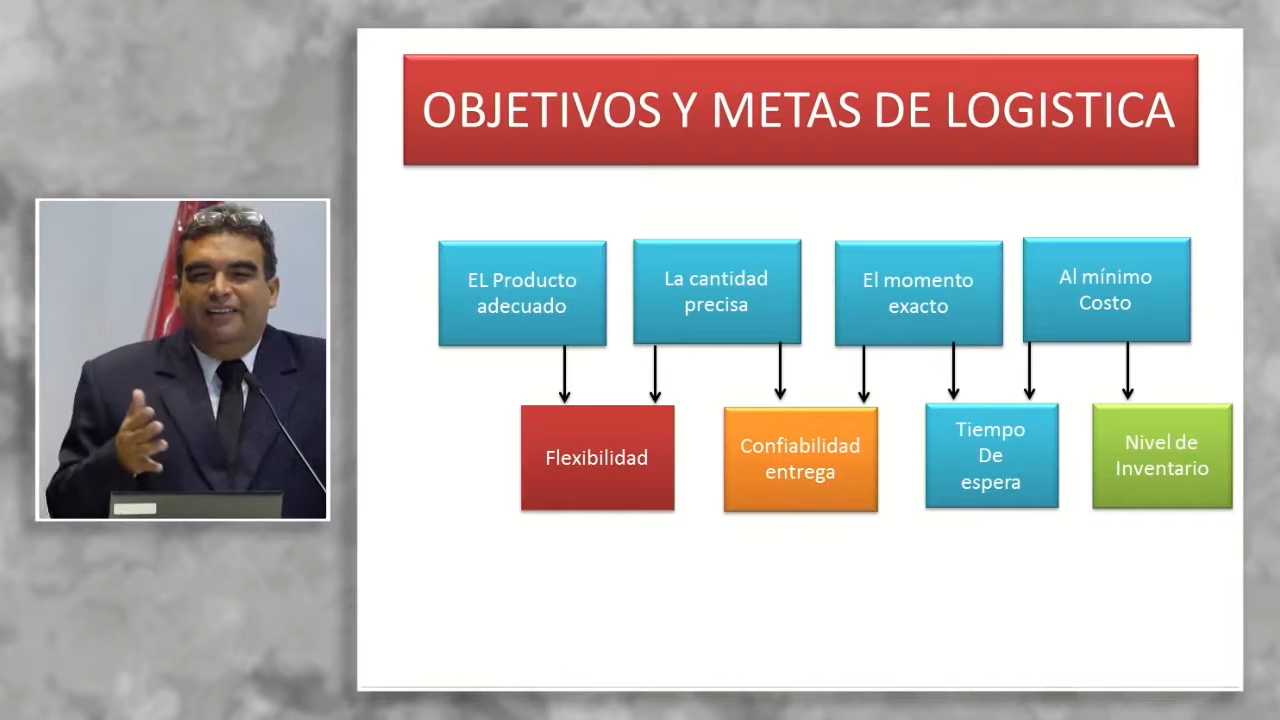 OBJETIVOS Y METAS DE LOGISTICA
EL Producto
adecuado
La cantidad
precisa
El momento
exacto
Al mínimo
Costo
Flexibilidad
Confiabilidad
entrega
Tiempo
De
espera
Nivel de
Inventario